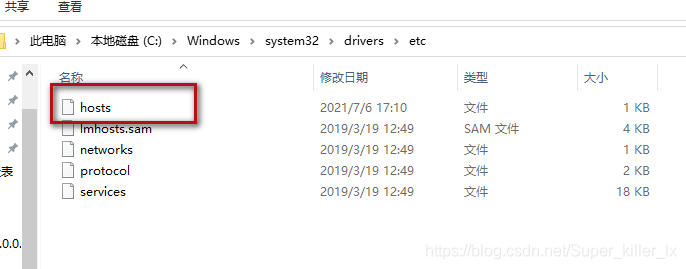 共享 查看
此电脑 本地磁盘 (C:) Windows system32 drivers etc
名称 修改日期 类型 大小
hosts 2021/7/6 17:10 文件 1 KB
lmhosts.sam 2019/3/19 12:49 SAM 文件 4 KB
networks 2019/3/19 12:49 文件 1 KB
protocol 2019/3/19 12:49 文件 2 KB
表
services 2019/3/19 12:49 文件 18 KB
.0.0.
https://blog.csdn.net/Super_killer_lx